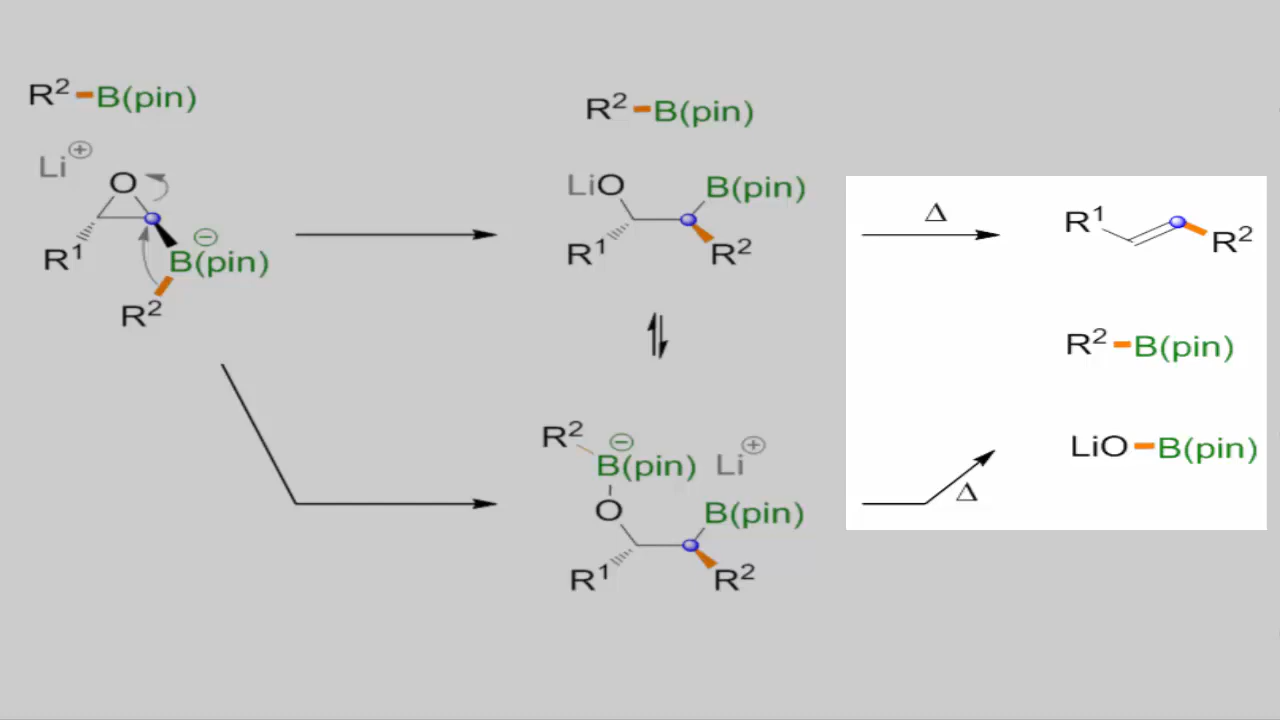 R²–B(pin)
Li⊕
O
R¹
⊖
B(pin)
R²
R²–B(pin)
LiO
B(pin)
R¹
R²
R²
⊖
B(pin)
Li⊕
O
B(pin)
R¹
R²
Δ
R¹
R²
R²–B(pin)
LiO–B(pin)
Δ